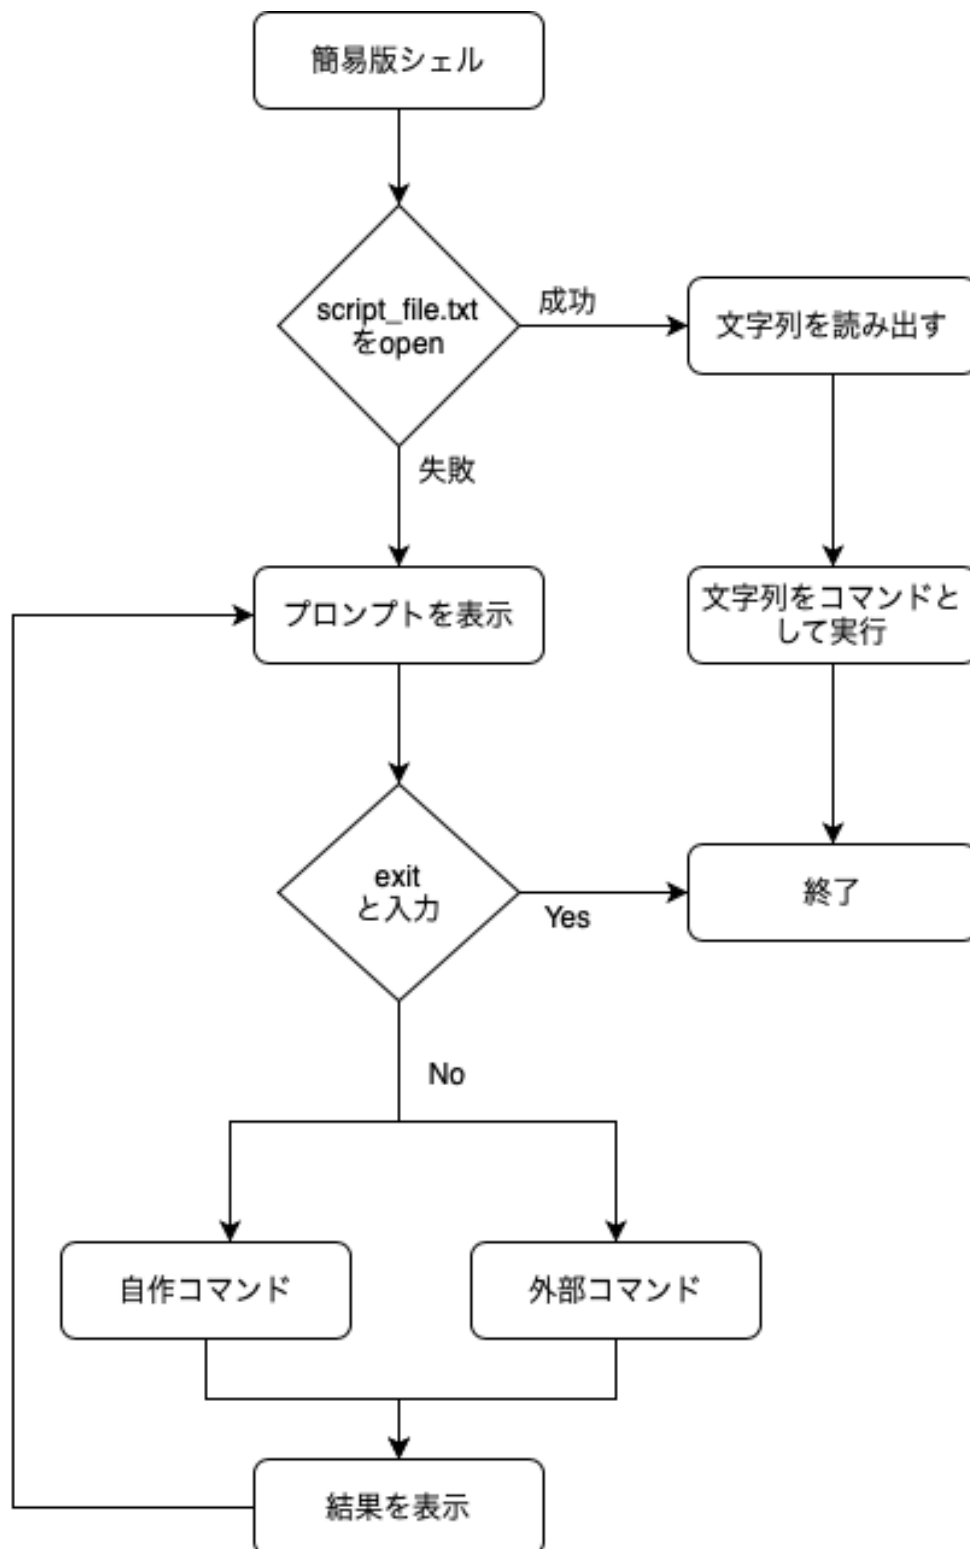 簡易版シェル
script_file.txt
をopen
成功
文字列を読み出す
失敗
プロンプトを表示
文字列をコマンドと
して実行
exit
と入力
Yes
終了
No
自作コマンド
外部コマンド
結果を表示